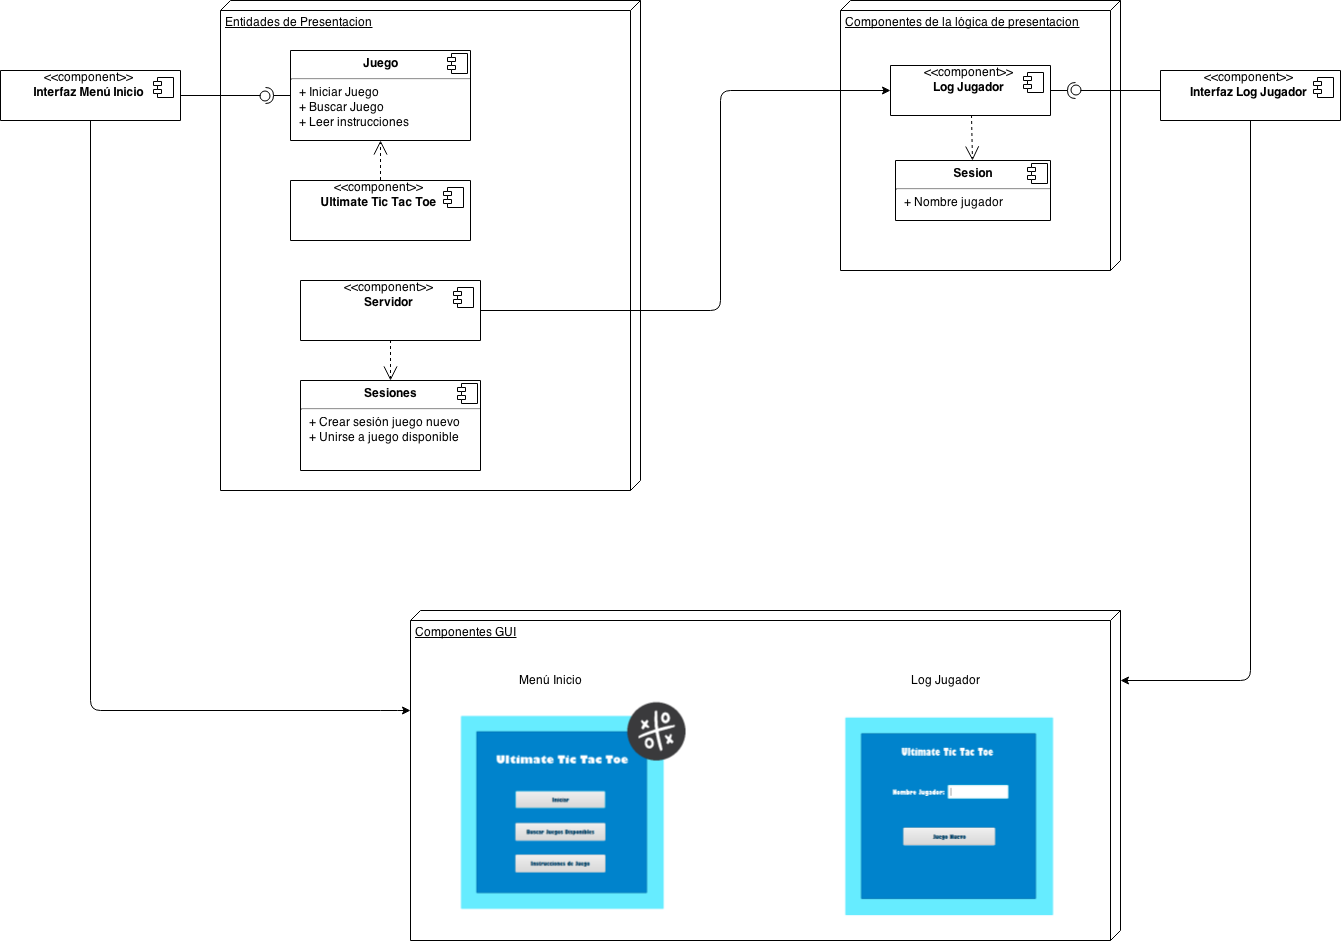 Entidades de Presentacion
Componentes de la lógica de presentacion
<<component>>
Interfaz Menú Inicio
Juego
+ Iniciar Juego
+ Buscar Juego
+ Leer instrucciones
<<component>>
Ultimate Tic Tac Toe
<<component>>
Servidor
Sesiones
+ Crear sesión juego nuevo
+ Unirse a juego disponible
<<component>>
Log Jugador
Sesion
+ Nombre jugador
<<component>>
Interfaz Log Jugador
Componentes GUI
Menú Inicio
Ultimate Tic Tac Toe
Iniciar
Buscar Juegos Disponibles
Instrucciones de Juego
Log Jugador
Ultimate Tic Tac Toe
Nombre Jugador:
Juego Nuevo